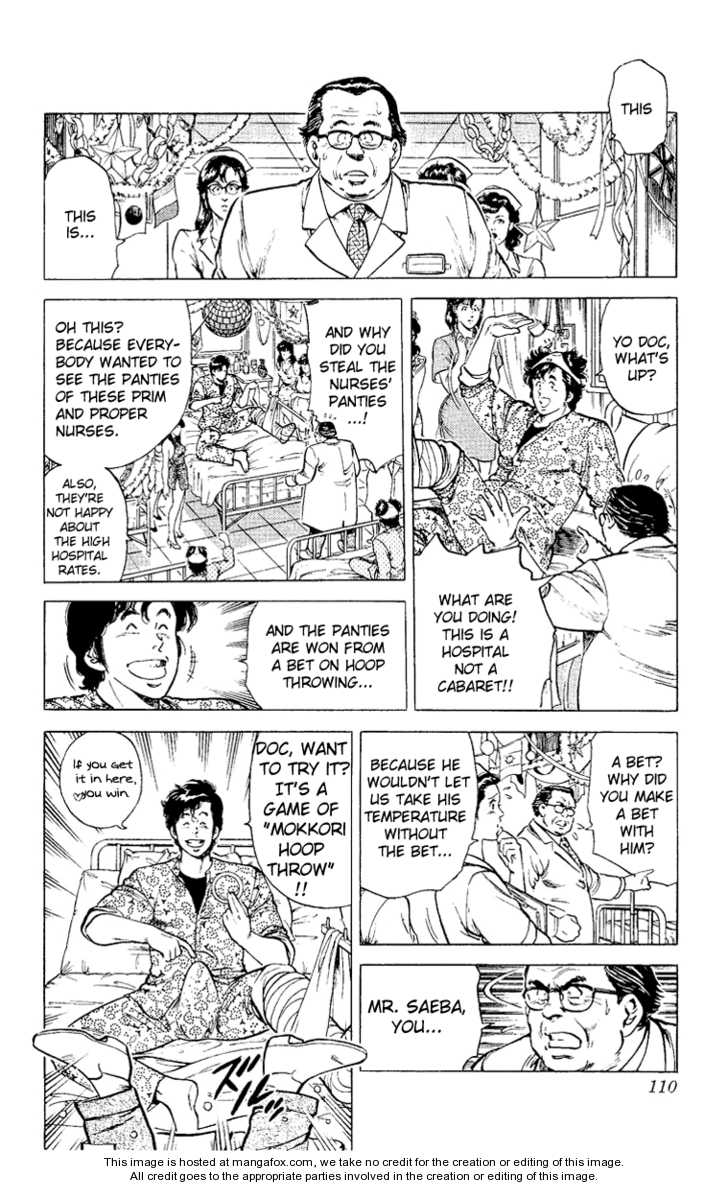 THIS
THIS
IS...
YO DOC,
WHAT'S
UP?
WHAT ARE
YOU DOING!
THIS IS A
HOSPITAL
NOT A
CABARET!!
AND WHY
DID YOU
STEAL THE
NURSES'
PANTIES
...!
OH THIS?
BECAUSE EVERY-
BODY WANTED TO
SEE THE PANTIES
OF THESE PRIM
AND PROPER
NURSES.
ALSO,
THEY'RE
NOT HAPPY
ABOUT
THE HIGH
HOSPITAL
RATES.
AND THE PANTIES
ARE WON FROM
A BET ON HOOP
THROWING...
A BET?
WHY DID
YOU MAKE
A BET
WITH
HIM?
BECAUSE HE
WOULDN'T LET
US TAKE HIS
TEMPERATURE
WITHOUT
THE BET...
DOC, WANT
TO TRY IT?
IT'S A
GAME OF
"MOKKORI
HOOP
THROW"
!!
If you get
it in here,
you win
ズルッ
MR. SAEBA,
YOU...
110
This image is hosted at mangafox.com, we take no credit for the creation or editing of this image.
All credit goes to the appropriate parties involved in the creation or editing of this image.